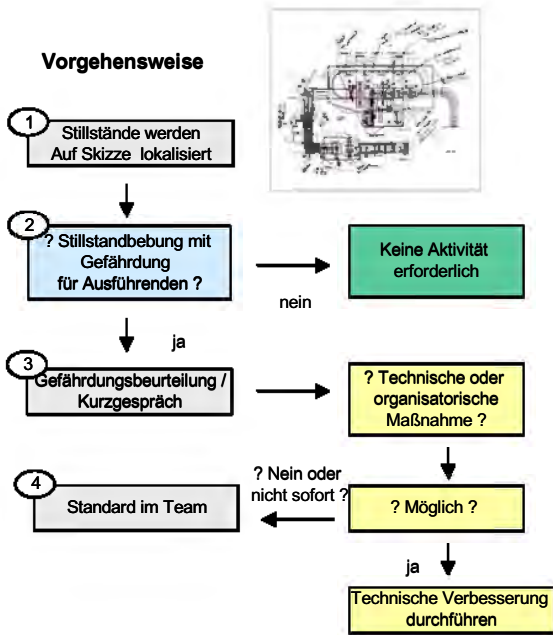 Vorgehensweise
1
Stillstände werden
Auf Skizze lokalisiert
2
? Stillstandbebung mit
Gefährdung
für Ausführenden ?
Keine Aktivität
erforderlich
nein
ja
3
Gefährdungsbeurteilung /
Kurzgespräch
? Technische oder
organisatorische
Maßnahme ?
? Nein oder
nicht sofort ?
4
Standard im Team
? Möglich ?
ja
Technische Verbesserung
durchführen